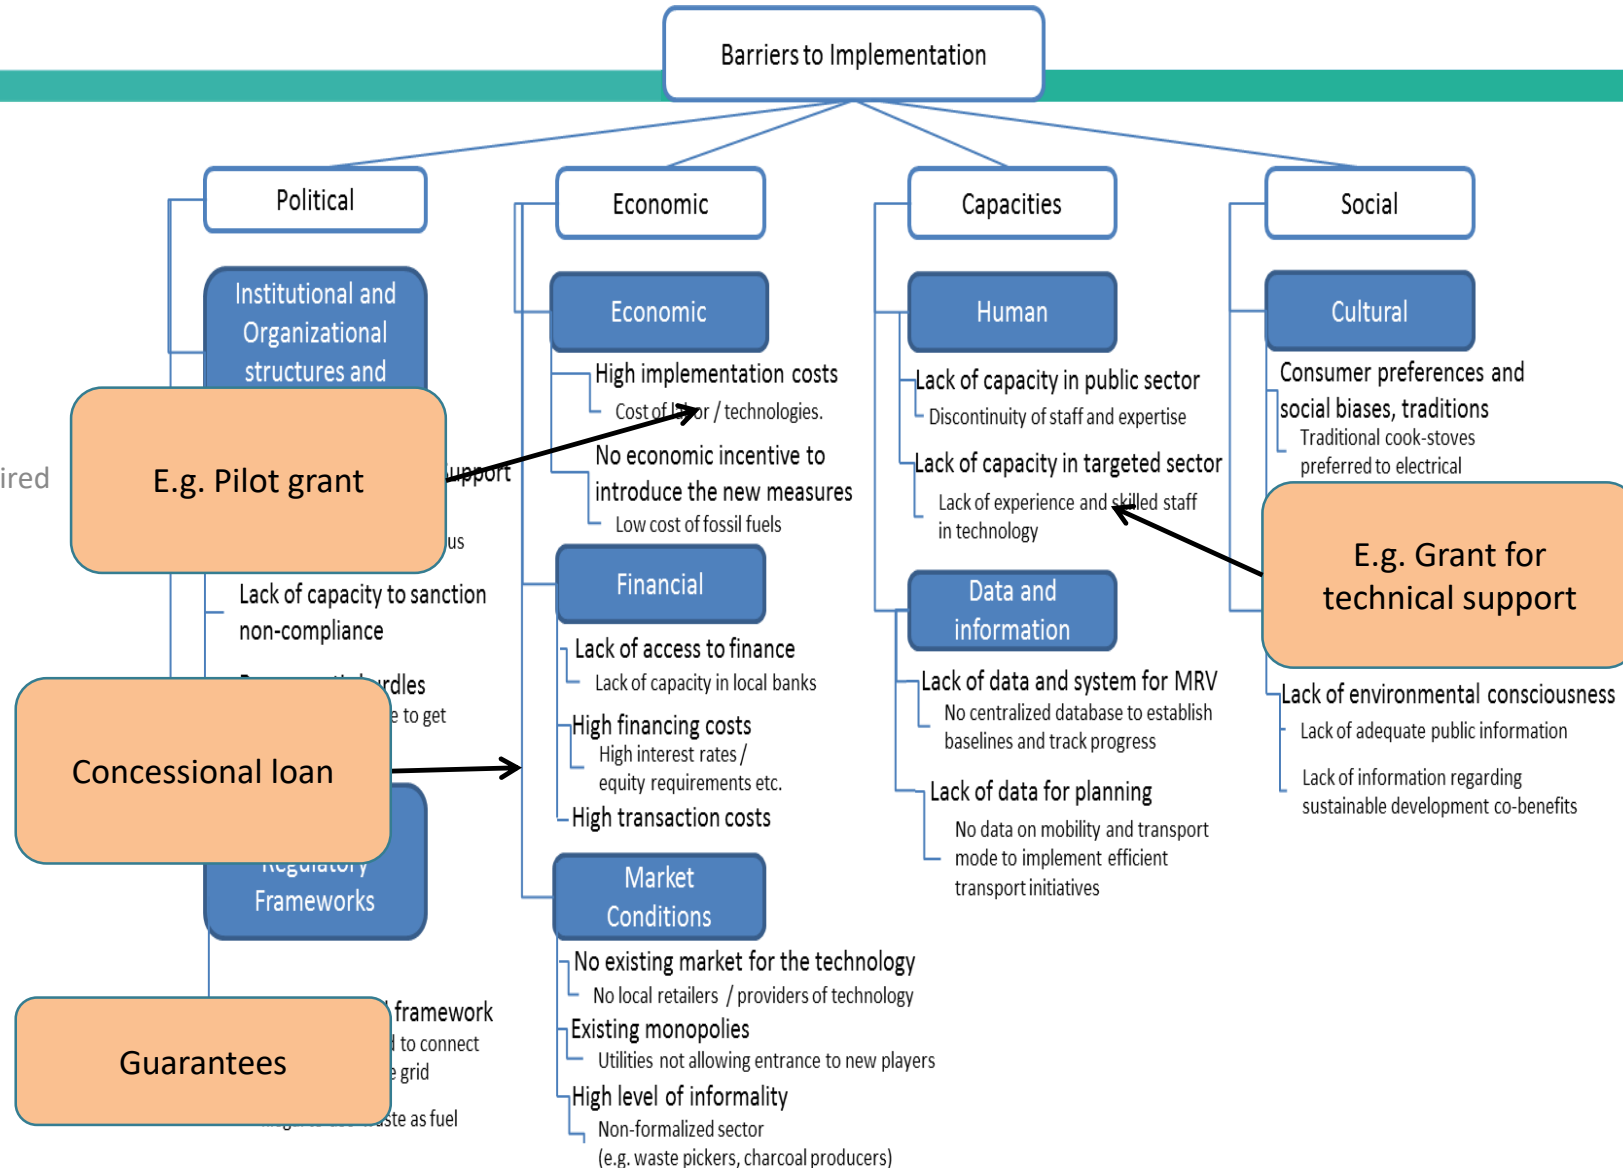 Barriers to Implementation
Political
Institutional and
Organizational
structures and
support
us
Lack of capacity to sanction
non-compliance
rdles
e to get
Regulatory
Frameworks
framework
d to connect
e grid
ste as fuel
ired
E.g. Pilot grant
Concessional loan
Guarantees
Economic
Economic
High implementation costs
Cost of labor / technologies.
No economic incentive to
introduce the new measures
Low cost of fossil fuels
Financial
Lack of access to finance
Lack of capacity in local banks
High financing costs
High interest rates /
equity requirements etc.
High transaction costs
Market
Conditions
No existing market for the technology
No local retailers / providers of technology
Existing monopolies
Utilities not allowing entrance to new players
High level of informality
Non-formalized sector
(e.g. waste pickers, charcoal producers)
Capacities
Human
Lack of capacity in public sector
Discontinuity of staff and expertise
Lack of capacity in targeted sector
Lack of experience and skilled staff
in technology
Data and
information
Lack of data and system for MRV
No centralized database to establish
baselines and track progress
Lack of data for planning
No data on mobility and transport
mode to implement efficient
transport initiatives
Social
Cultural
Consumer preferences and
social biases, traditions
Traditional cook-stoves
preferred to electrical
E.g. Grant for
technical support
Lack of environmental consciousness
Lack of adequate public information
Lack of information regarding
sustainable development co-benefits